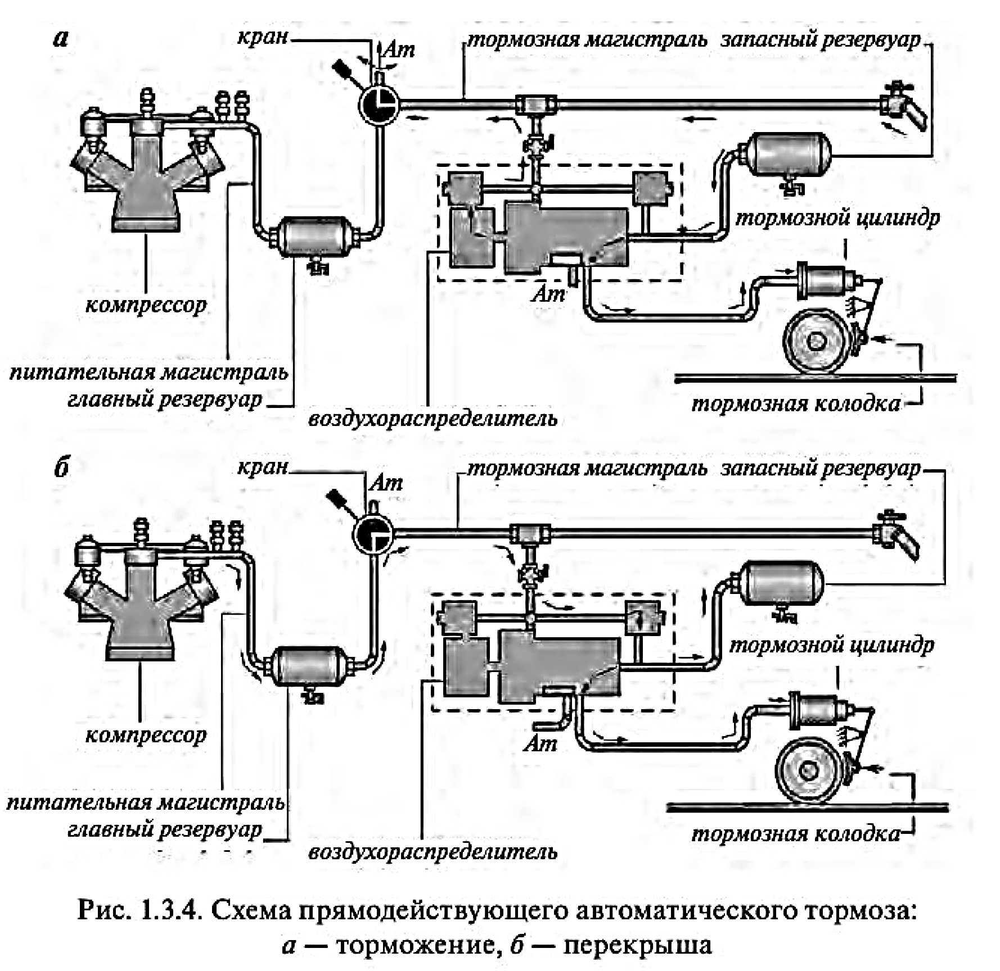 а
кран
Ат
тормозная магистраль
запасный резервуар
тормозной цилиндр
Ат
компрессор
питательная магистраль
главный резервуар
воздухораспределитель
тормозная колодка
б
кран
Ат
тормозная магистраль
запасный резервуар
тормозной цилиндр
компрессор
Ат
питательная магистраль
главный резервуар
воздухораспределитель
тормозная колодка
Рис. 1.3.4. Схема прямодействующего автоматического тормоза:
а — торможение, б — перекрыша